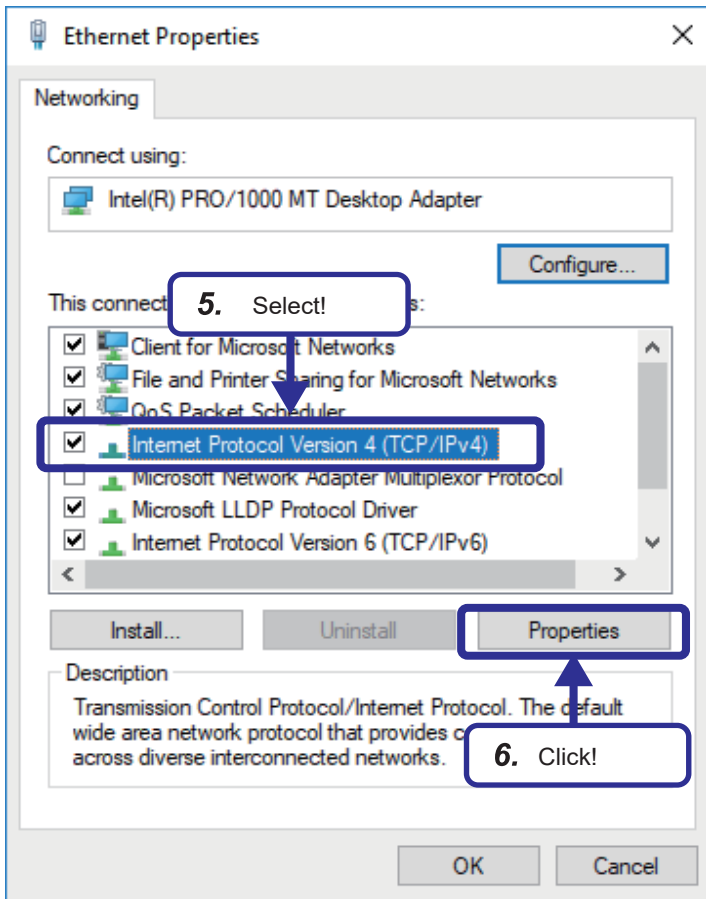 Ethernet Properties
Networking
Connect using:
Intel(R) PRO/1000 MT Desktop Adapter
Configure...
This connect s:
5. Select!
Client for Microsoft Networks
File and Printer Sharing for Microsoft Networks
QoS Packet Scheduler
Internet Protocol Version 4 (TCP/IPv4)
Microsoft Network Adapter Multiplexor Protocol
Microsoft LLDP Protocol Driver
Internet Protocol Version 6 (TCP/IPv6)
Install... Uninstall Properties
Description
Transmission Control Protocol/Internet Protocol. The default
wide area network protocol that provides c
across diverse interconnected networks.
6. Click!
OK Cancel